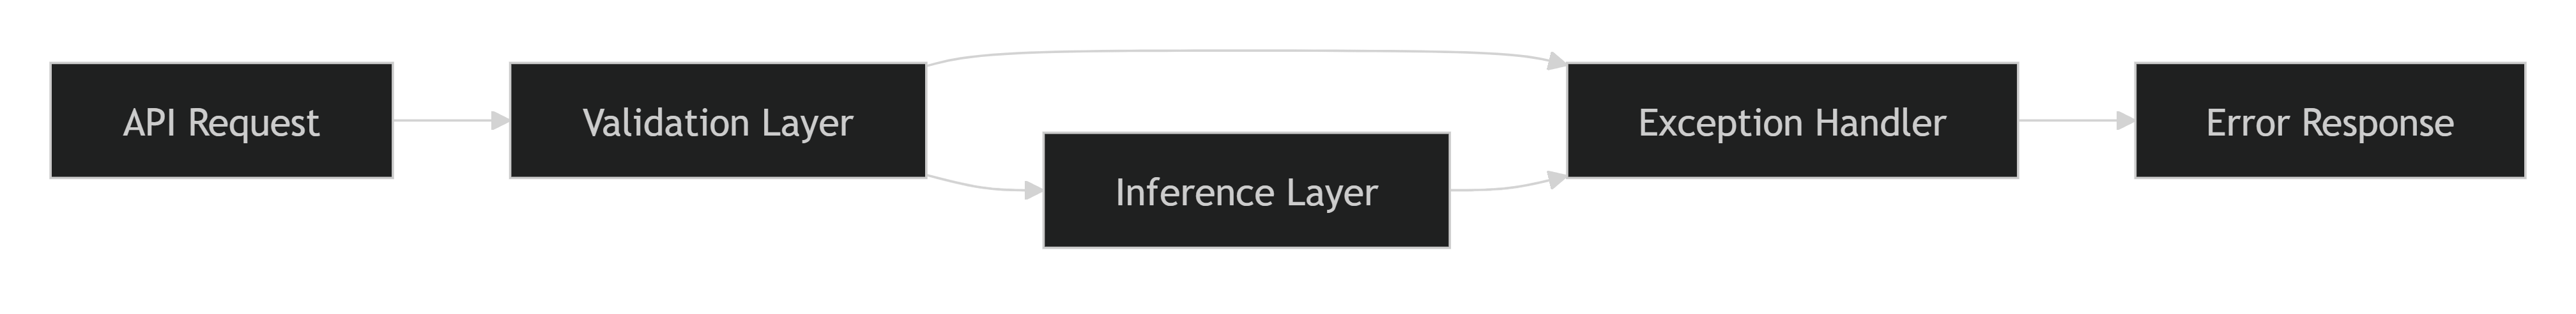 API Request
Validation Layer
Inference Layer
Exception Handler
Error Response